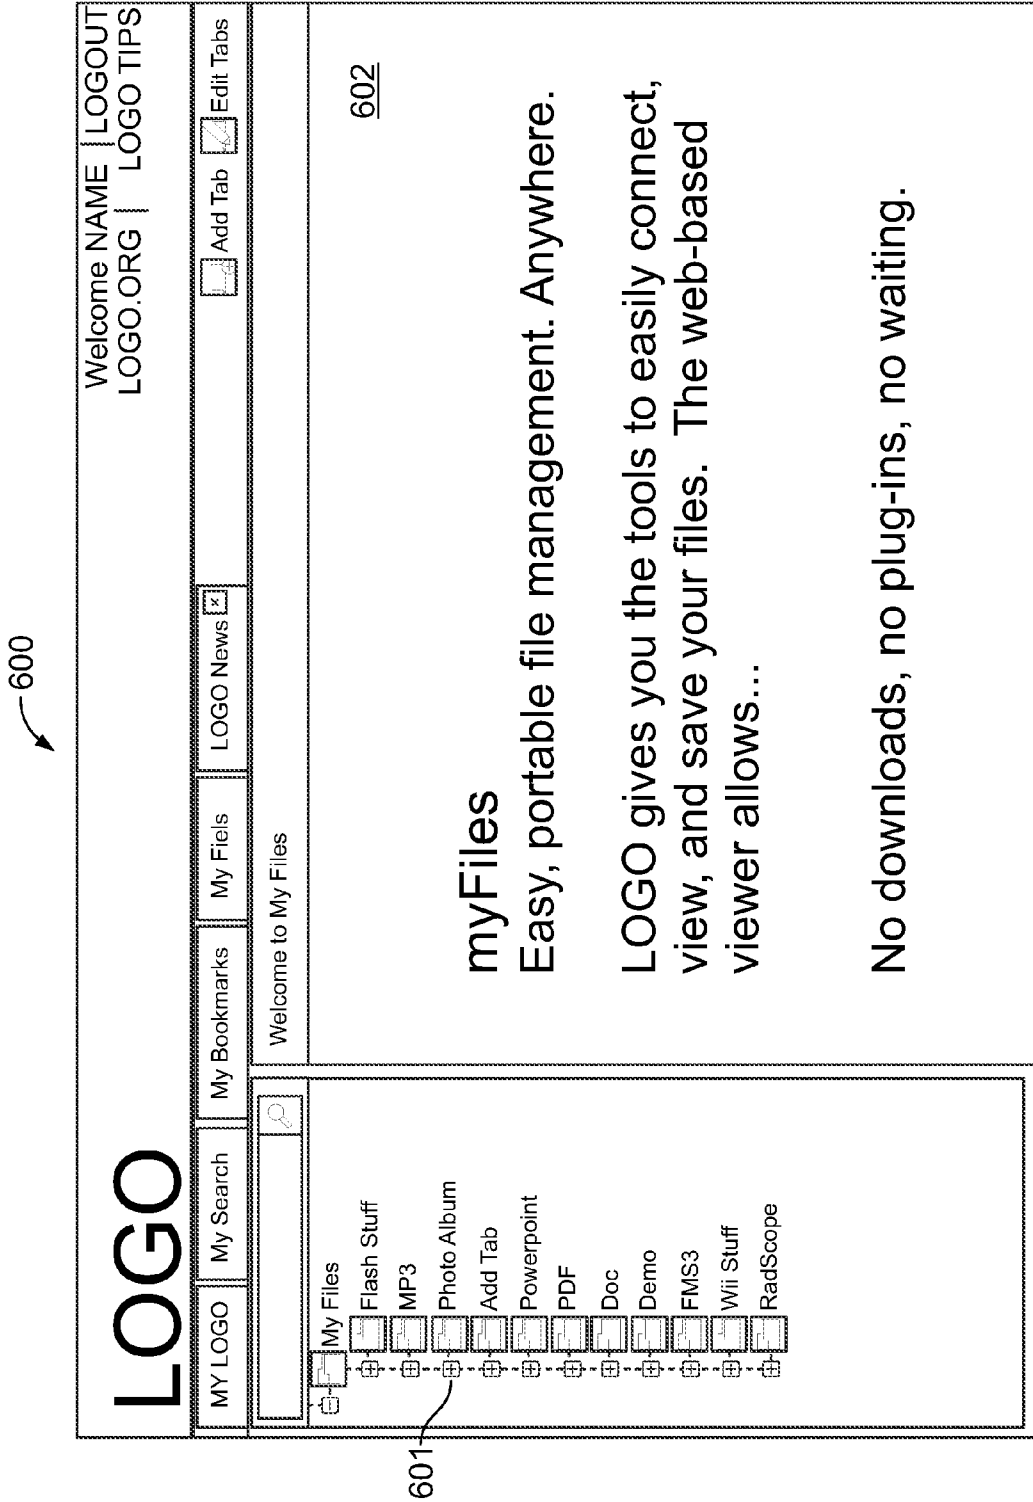 600
LOGO
Welcome NAME | LOGOUT
LOGO.ORG | LOGO TIPS
MY LOGO
My Search
My Bookmarks
My Fiels
LOGO News
Add Tab
Edit Tabs
Welcome to My Files
My Files
Flash Stuff
MP3
Photo Album
Add Tab
Powerpoint
PDF
Doc
Demo
FMS3
Wii Stuff
RadScope
601
602
myFiles
Easy, portable file management. Anywhere.
LOGO gives you the tools to easily connect,
view, and save your files. The web-based
viewer allows...
No downloads, no plug-ins, no waiting.